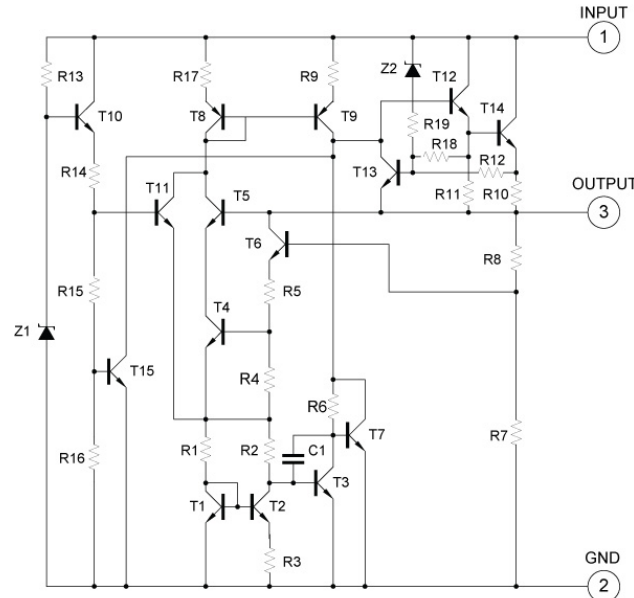 INPUT
1
R13
R17
R9
Z2
T12
T10
T8
T9
T14
R19
R18
R14
T13
R12
T11
T5
R11
R10
OUTPUT
3
T6
R8
R15
R5
Z1
T4
T15
R4
R6
R7
R16
R1
R2
C1
T7
T3
T1
T2
R3
GND
2